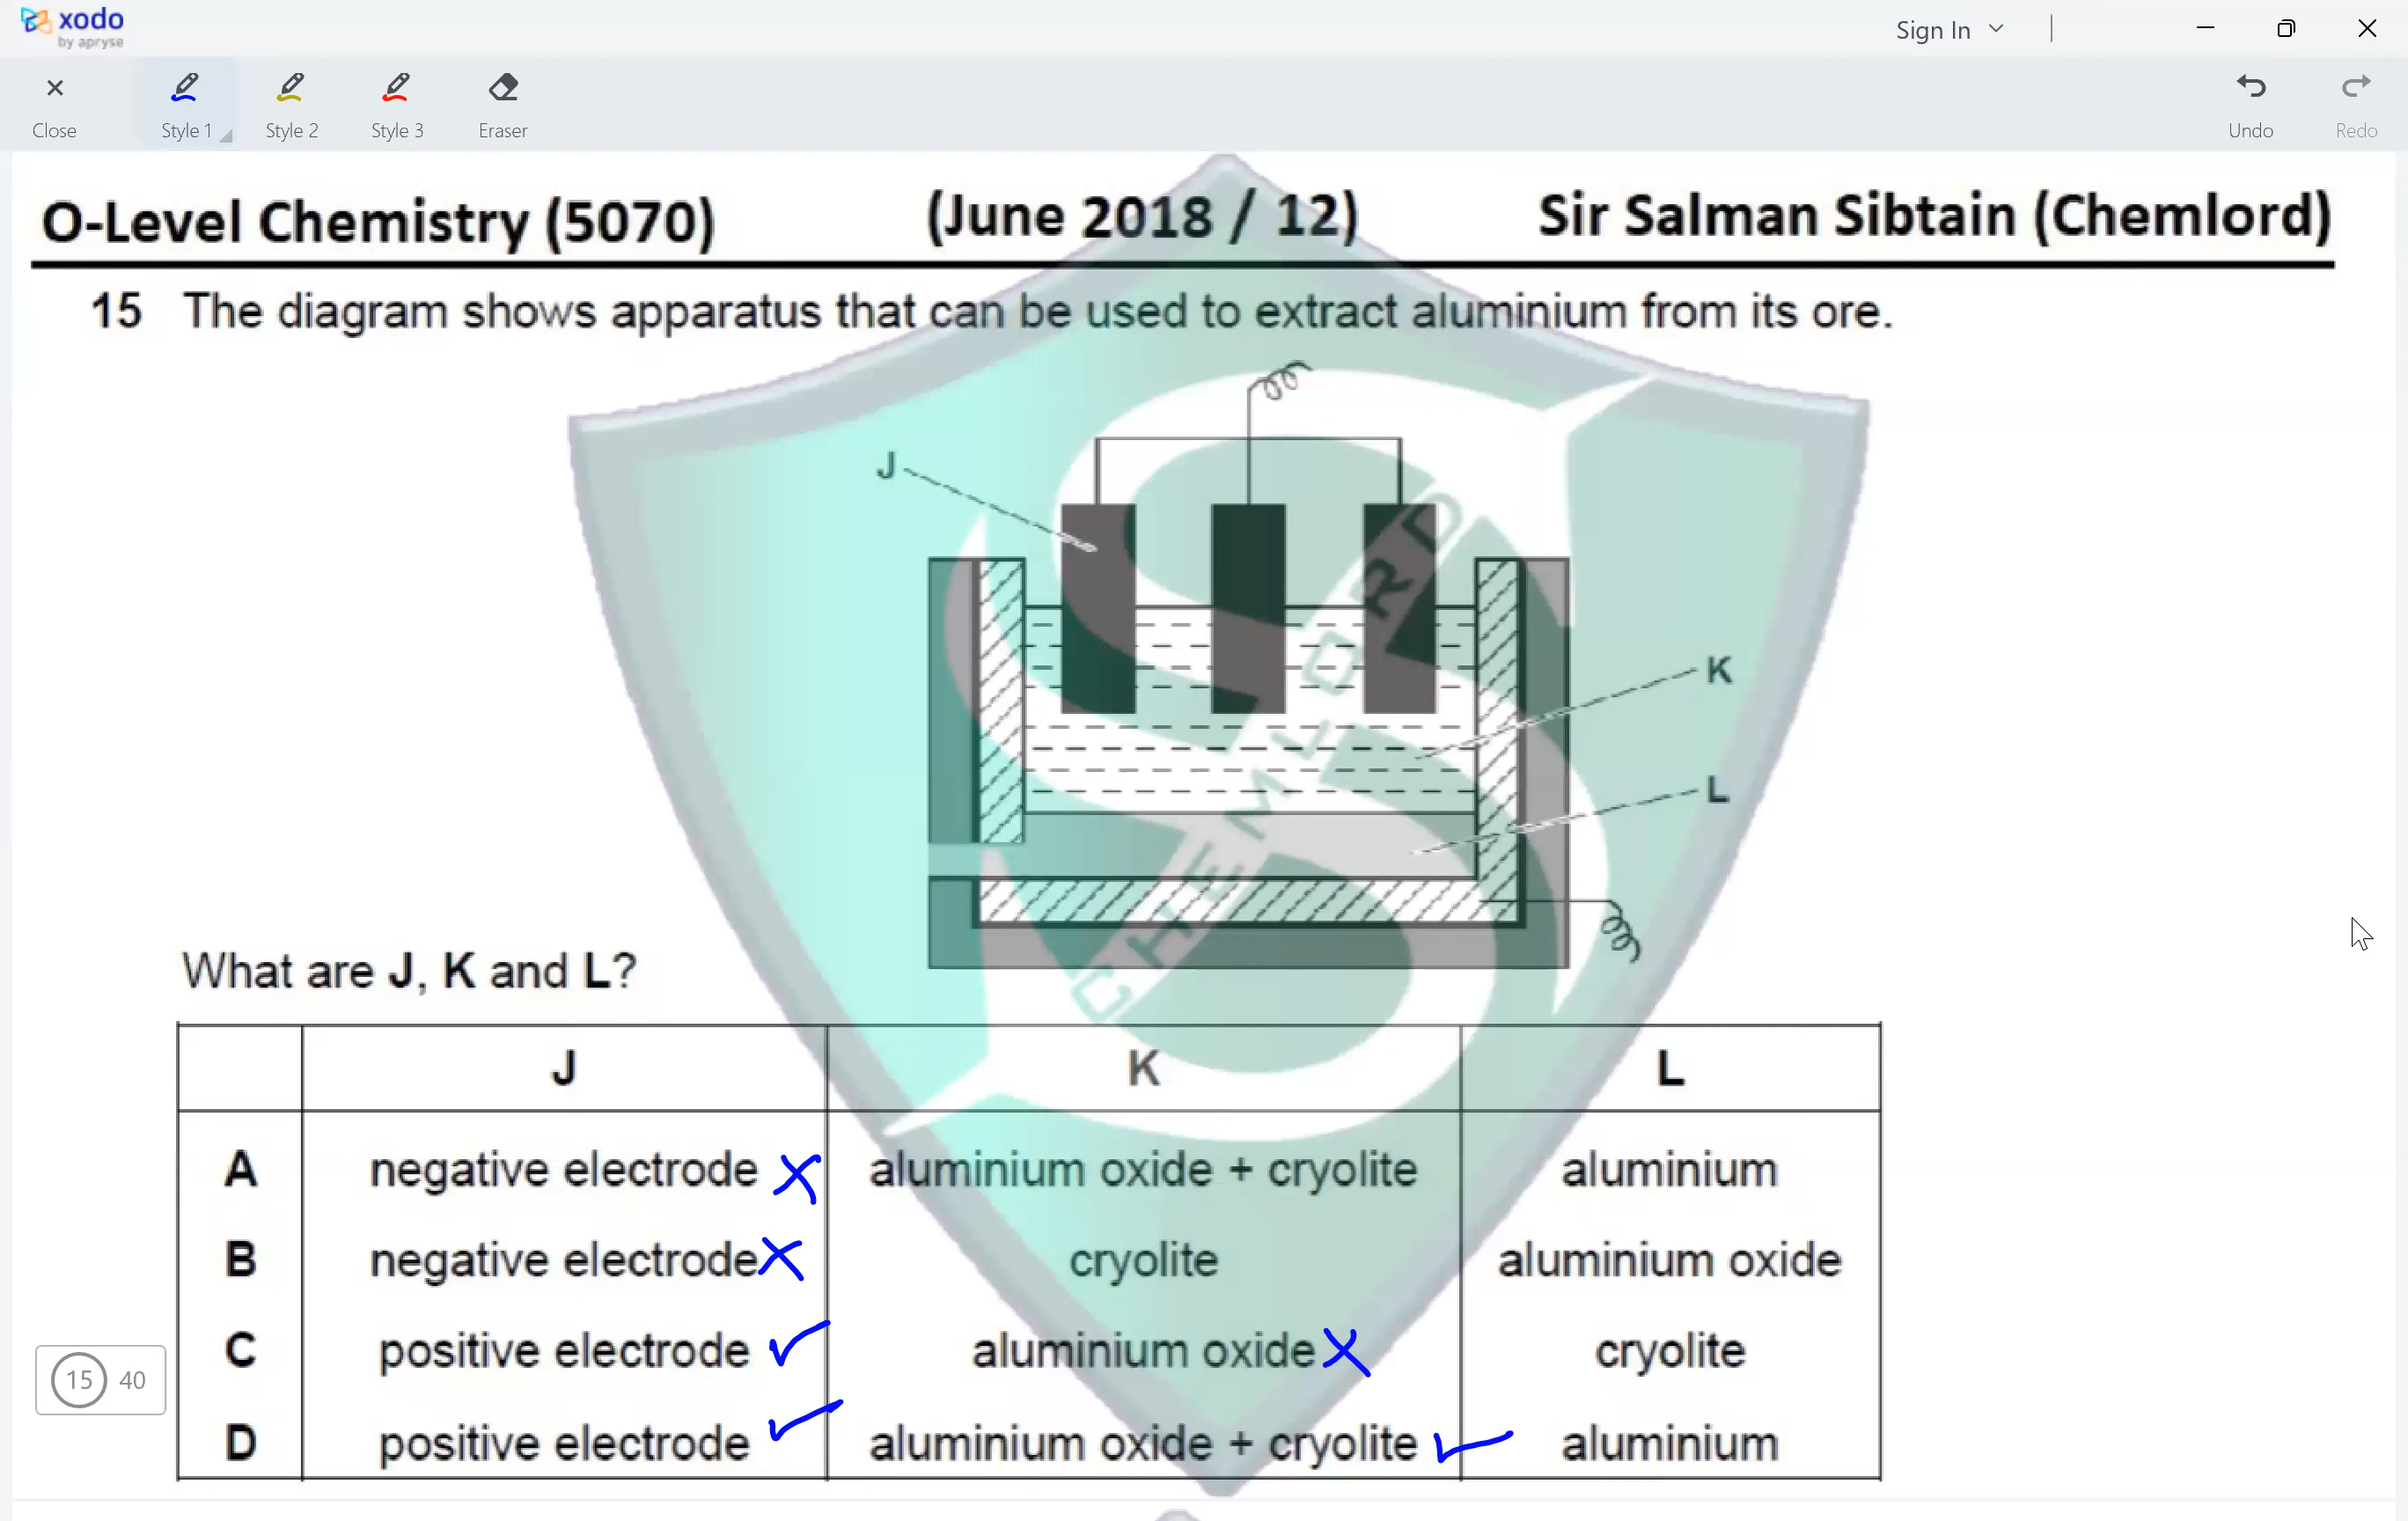 xodo
by apryse
Sign In
Close
Style 1
Style 2
Style 3
Eraser
Undo
Redo
O-Level Chemistry (5070) (June 2018 / 12) Sir Salman Sibtain (Chemlord)
15 The diagram shows apparatus that can be used to extract aluminium from its ore.
J
K
L
CHEMLORD
What are J, K and L?
J K L
A negative electrode aluminium oxide + cryolite aluminium
B negative electrode cryolite aluminium oxide
C positive electrode aluminium oxide cryolite
D positive electrode aluminium oxide + cryolite aluminium
15 40